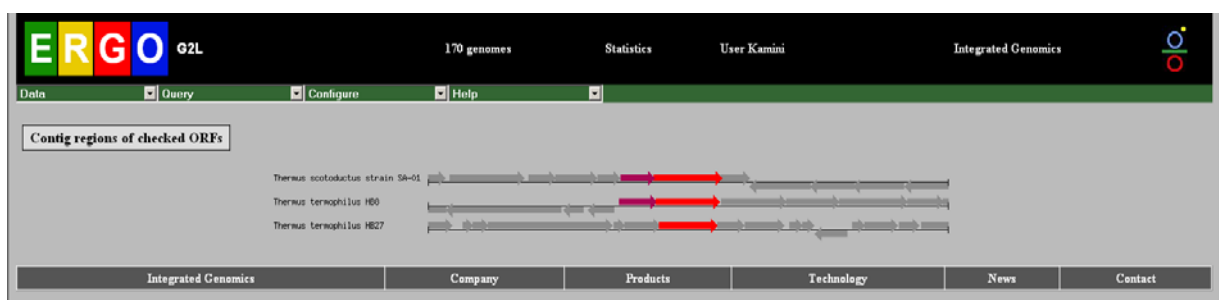 ERGO G2L 170 genomes Statistics User Kamini Integrated Genomics
Data Query Configure Help
Contig regions of checked ORFs
Thermus scotoductus strain SA-01
Thermus termophilus HB8
Thermus termophilus HB27
Integrated Genomics Company Products Technology News Contact